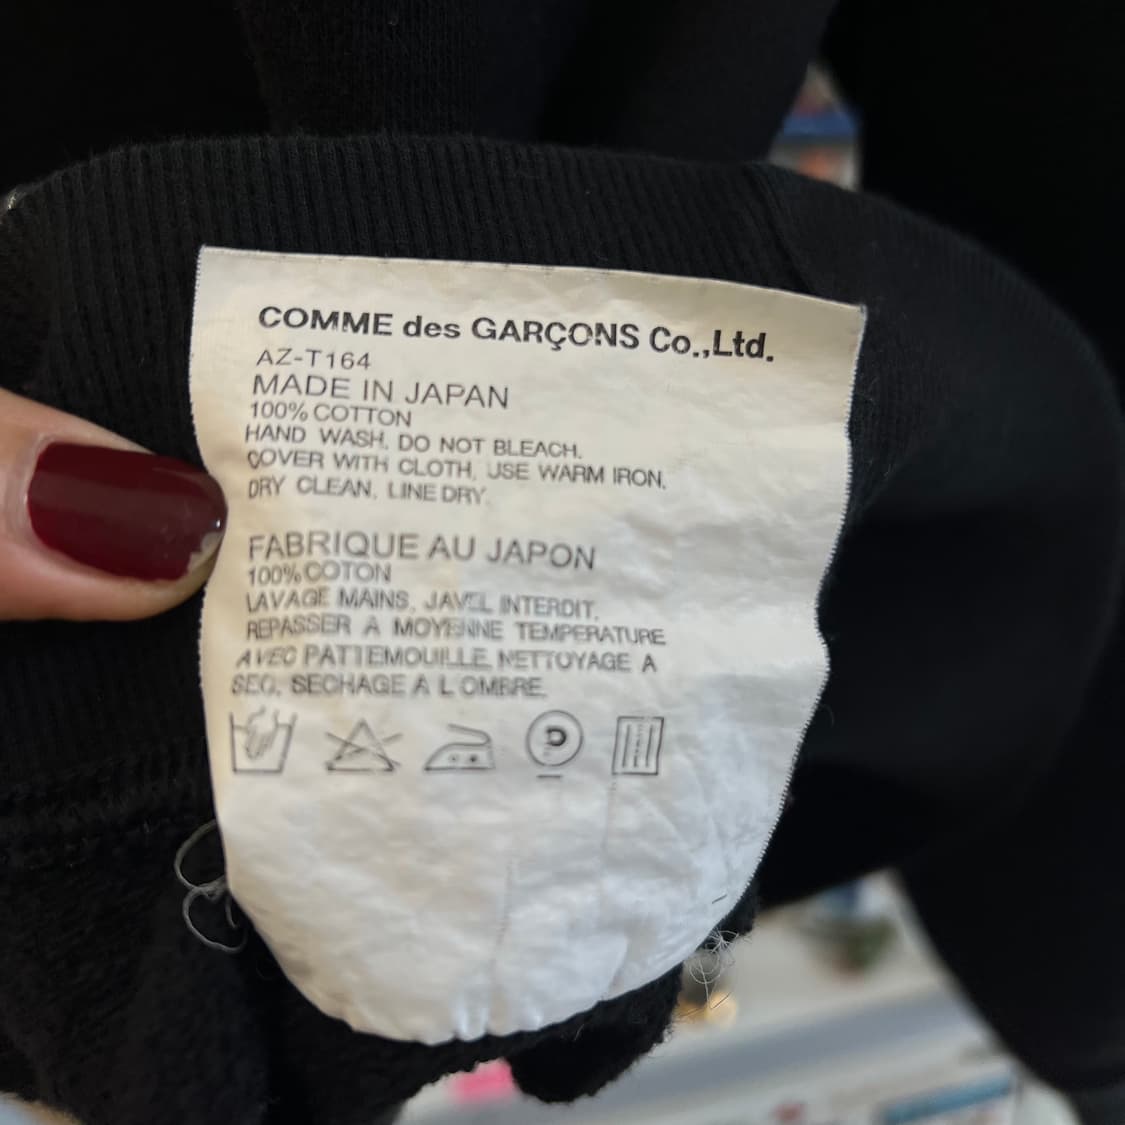 COMME des GARÇONS Co.,Ltd.
AZ-T164
MADE IN JAPAN
100% COTTON
HAND WASH. DO NOT BLEACH.
COVER WITH CLOTH, USE WARM IRON.
DRY CLEAN. LINE DRY.
FABRIQUE AU JAPON
100% COTON
LAVAGE MAINS. JAVEL INTERDIT.
REPASSER A MOYENNE TEMPERATURE
AVEC PATTEMOUILLE. NETTOYAGE A
SEC. SECHAGE A L OMBRE.
P